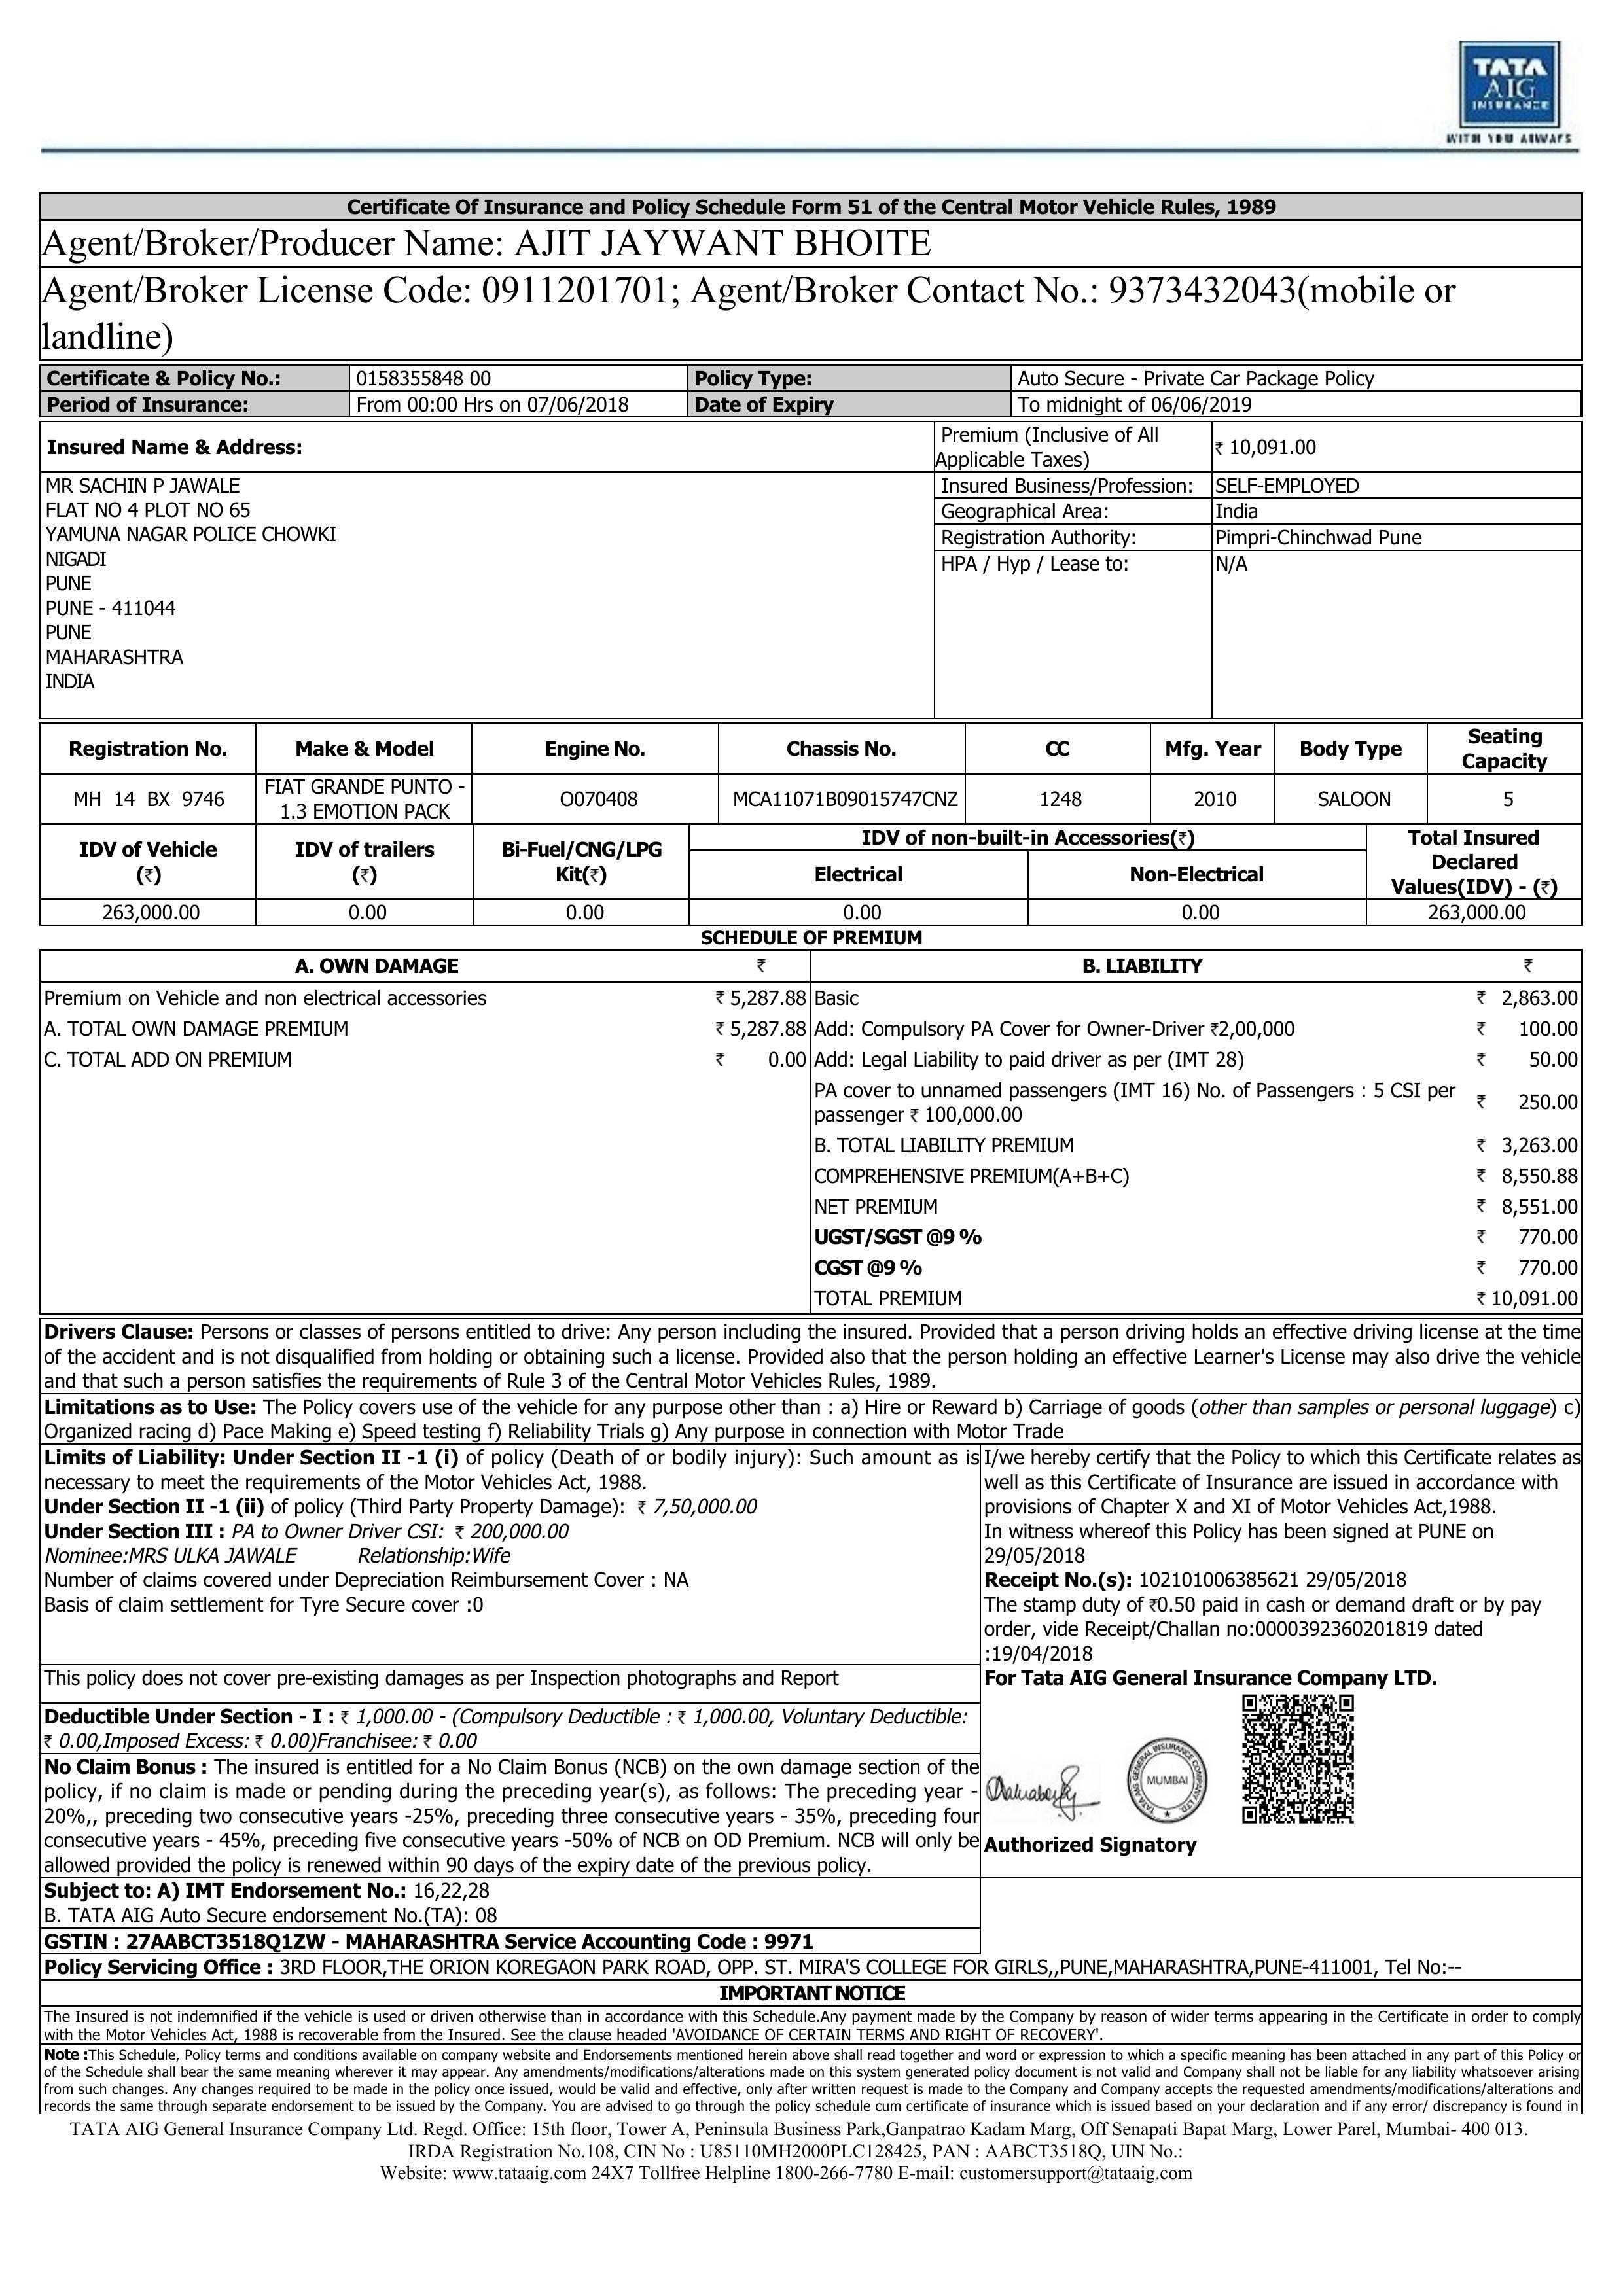 TATA
AIG
INSURANCE
WITH YOU ALWAYS
Certificate Of Insurance and Policy Schedule Form 51 of the Central Motor Vehicle Rules, 1989
Agent/Broker/Producer Name: AJIT JAYWANT BHOITE
Agent/Broker License Code: 0911201701; Agent/Broker Contact No.: 9373432043(mobile or
landline)
Certificate & Policy No.: 0158355848 00 Policy Type: Auto Secure - Private Car Package Policy
Period of Insurance: From 00:00 Hrs on 07/06/2018 Date of Expiry To midnight of 06/06/2019
Insured Name & Address:
MR SACHIN P JAWALE
FLAT NO 4 PLOT NO 65
YAMUNA NAGAR POLICE CHOWKI
NIGADI
PUNE
PUNE - 411044
PUNE
MAHARASHTRA
INDIA
Premium (Inclusive of All
Applicable Taxes) ₹ 10,091.00
Insured Business/Profession: SELF-EMPLOYED
Geographical Area: India
Registration Authority: Pimpri-Chinchwad Pune
HPA / Hyp / Lease to: N/A
Registration No. Make & Model Engine No. Chassis No. CC Mfg. Year Body Type Seating
Capacity
MH 14 BX 9746 FIAT GRANDE PUNTO -
1.3 EMOTION PACK O070408 MCA11071B09015747CNZ 1248 2010 SALOON 5
IDV of Vehicle
(₹)
IDV of trailers
(₹)
Bi-Fuel/CNG/LPG
Kit(₹)
IDV of non-built-in Accessories(₹)
Electrical Non-Electrical
Total Insured
Declared
Values(IDV) - (₹)
263,000.00 0.00 0.00 0.00 0.00 263,000.00
SCHEDULE OF PREMIUM
A. OWN DAMAGE ₹
Premium on Vehicle and non electrical accessories ₹ 5,287.88
A. TOTAL OWN DAMAGE PREMIUM ₹ 5,287.88
C. TOTAL ADD ON PREMIUM ₹ 0.00
B. LIABILITY ₹
Basic ₹ 2,863.00
Add: Compulsory PA Cover for Owner-Driver ₹2,00,000 ₹ 100.00
Add: Legal Liability to paid driver as per (IMT 28) ₹ 50.00
PA cover to unnamed passengers (IMT 16) No. of Passengers : 5 CSI per
passenger ₹ 100,000.00 ₹ 250.00
B. TOTAL LIABILITY PREMIUM ₹ 3,263.00
COMPREHENSIVE PREMIUM(A+B+C) ₹ 8,550.88
NET PREMIUM ₹ 8,551.00
UGST/SGST @9 % ₹ 770.00
CGST @9 % ₹ 770.00
TOTAL PREMIUM ₹ 10,091.00
Drivers Clause: Persons or classes of persons entitled to drive: Any person including the insured. Provided that a person driving holds an effective driving license at the time
of the accident and is not disqualified from holding or obtaining such a license. Provided also that the person holding an effective Learner's License may also drive the vehicle
and that such a person satisfies the requirements of Rule 3 of the Central Motor Vehicles Rules, 1989.
Limitations as to Use: The Policy covers use of the vehicle for any purpose other than : a) Hire or Reward b) Carriage of goods (other than samples or personal luggage) c)
Organized racing d) Pace Making e) Speed testing f) Reliability Trials g) Any purpose in connection with Motor Trade
Limits of Liability: Under Section II -1 (i) of policy (Death of or bodily injury): Such amount as is
necessary to meet the requirements of the Motor Vehicles Act, 1988.
Under Section II -1 (ii) of policy (Third Party Property Damage): ₹ 7,50,000.00
Under Section III : PA to Owner Driver CSI: ₹ 200,000.00
Nominee:MRS ULKA JAWALE Relationship:Wife
Number of claims covered under Depreciation Reimbursement Cover : NA
Basis of claim settlement for Tyre Secure cover :0
This policy does not cover pre-existing damages as per Inspection photographs and Report
Deductible Under Section - I : ₹ 1,000.00 - (Compulsory Deductible : ₹ 1,000.00, Voluntary Deductible:
₹ 0.00,Imposed Excess: ₹ 0.00)Franchisee: ₹ 0.00
No Claim Bonus : The insured is entitled for a No Claim Bonus (NCB) on the own damage section of the
policy, if no claim is made or pending during the preceding year(s), as follows: The preceding year -
20%,, preceding two consecutive years -25%, preceding three consecutive years - 35%, preceding four
consecutive years - 45%, preceding five consecutive years -50% of NCB on OD Premium. NCB will only be
allowed provided the policy is renewed within 90 days of the expiry date of the previous policy.
Subject to: A) IMT Endorsement No.: 16,22,28
B. TATA AIG Auto Secure endorsement No.(TA): 08
GSTIN : 27AABCT3518Q1ZW - MAHARASHTRA Service Accounting Code : 9971
I/we hereby certify that the Policy to which this Certificate relates as
well as this Certificate of Insurance are issued in accordance with
provisions of Chapter X and XI of Motor Vehicles Act,1988.
In witness whereof this Policy has been signed at PUNE on
29/05/2018
Receipt No.(s): 102101006385621 29/05/2018
The stamp duty of ₹0.50 paid in cash or demand draft or by pay
order, vide Receipt/Challan no:0000392360201819 dated
:19/04/2018
For Tata AIG General Insurance Company LTD.
TATA AIG GENERAL INSURANCE COMPANY LTD.
MUMBAI
Authorized Signatory
Policy Servicing Office : 3RD FLOOR,THE ORION KOREGAON PARK ROAD, OPP. ST. MIRA'S COLLEGE FOR GIRLS,,PUNE,MAHARASHTRA,PUNE-411001, Tel No:--
IMPORTANT NOTICE
The Insured is not indemnified if the vehicle is used or driven otherwise than in accordance with this Schedule.Any payment made by the Company by reason of wider terms appearing in the Certificate in order to comply
with the Motor Vehicles Act, 1988 is recoverable from the Insured. See the clause headed 'AVOIDANCE OF CERTAIN TERMS AND RIGHT OF RECOVERY'.
Note :This Schedule, Policy terms and conditions available on company website and Endorsements mentioned herein above shall read together and word or expression to which a specific meaning has been attached in any part of this Policy or
of the Schedule shall bear the same meaning wherever it may appear. Any amendments/modifications/alterations made on this system generated policy document is not valid and Company shall not be liable for any liability whatsoever arising
from such changes. Any changes required to be made in the policy once issued, would be valid and effective, only after written request is made to the Company and Company accepts the requested amendments/modifications/alterations and
records the same through separate endorsement to be issued by the Company. You are advised to go through the policy schedule cum certificate of insurance which is issued based on your declaration and if any error/ discrepancy is found in
TATA AIG General Insurance Company Ltd. Regd. Office: 15th floor, Tower A, Peninsula Business Park,Ganpatrao Kadam Marg, Off Senapati Bapat Marg, Lower Parel, Mumbai- 400 013.
IRDA Registration No.108, CIN No : U85110MH2000PLC128425, PAN : AABCT3518Q, UIN No.:
Website: www.tataaig.com 24X7 Tollfree Helpline 1800-266-7780 E-mail: customersupport@tataaig.com